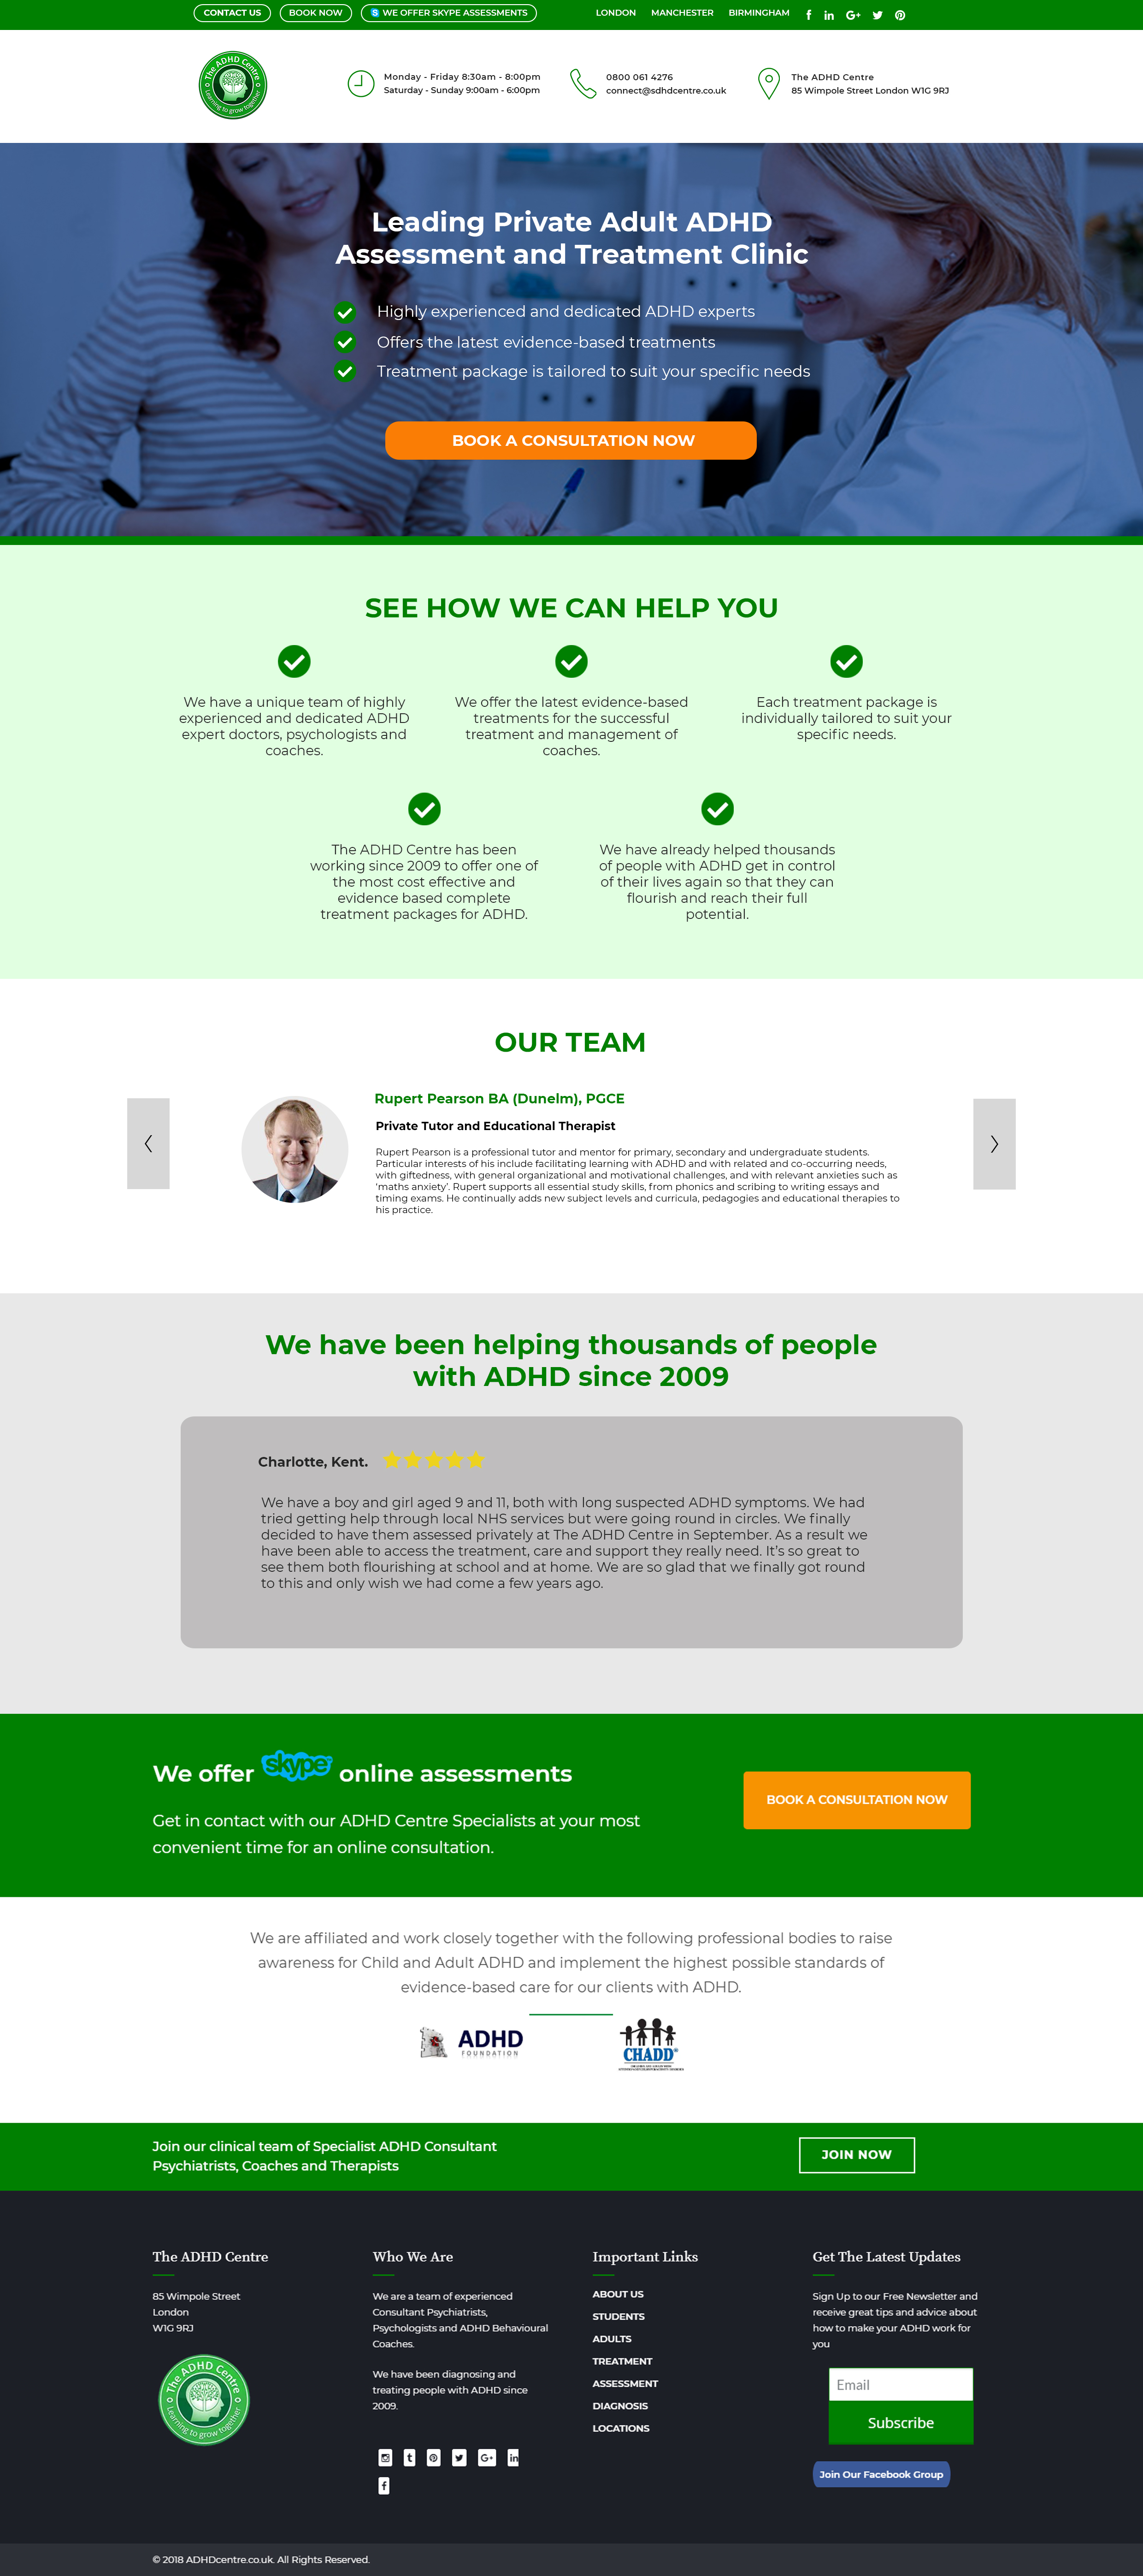 CONTACT US
BOOK NOW
WE OFFER SKYPE ASSESSMENTS
LONDON
MANCHESTER
BIRMINGHAM
The ADHD Centre
Learning to grow together
Monday - Friday 8:30am - 8:00pm
Saturday - Sunday 9:00am - 6:00pm
0800 061 4276
connect@sdhdcentre.co.uk
The ADHD Centre
85 Wimpole Street London W1G 9RJ
Leading Private Adult ADHD
Assessment and Treatment Clinic
Highly experienced and dedicated ADHD experts
Offers the latest evidence-based treatments
Treatment package is tailored to suit your specific needs
BOOK A CONSULTATION NOW
SEE HOW WE CAN HELP YOU
We have a unique team of highly
experienced and dedicated ADHD
expert doctors, psychologists and
coaches.
We offer the latest evidence-based
treatments for the successful
treatment and management of
coaches.
Each treatment package is
individually tailored to suit your
specific needs.
The ADHD Centre has been
working since 2009 to offer one of
the most cost effective and
evidence based complete
treatment packages for ADHD.
We have already helped thousands
of people with ADHD get in control
of their lives again so that they can
flourish and reach their full
potential.
OUR TEAM
Rupert Pearson BA (Dunelm), PGCE
Private Tutor and Educational Therapist
Rupert Pearson is a professional tutor and mentor for primary, secondary and undergraduate students.
Particular interests of his include facilitating learning with ADHD and with related and co-occurring needs,
with giftedness, with general organizational and motivational challenges, and with relevant anxieties such as
'maths anxiety'. Rupert supports all essential study skills, from phonics and scribing to writing essays and
timing exams. He continually adds new subject levels and curricula, pedagogies and educational therapies to
his practice.
We have been helping thousands of people
with ADHD since 2009
Charlotte, Kent.
We have a boy and girl aged 9 and 11, both with long suspected ADHD symptoms. We had
tried getting help through local NHS services but were going round in circles. We finally
decided to have them assessed privately at The ADHD Centre in September. As a result we
have been able to access the treatment, care and support they really need. It's so great to
see them both flourishing at school and at home. We are so glad that we finally got round
to this and only wish we had come a few years ago.
We offer skype online assessments
Get in contact with our ADHD Centre Specialists at your most
convenient time for an online consultation.
BOOK A CONSULTATION NOW
We are affiliated and work closely together with the following professional bodies to raise
awareness for Child and Adult ADHD and implement the highest possible standards of
evidence-based care for our clients with ADHD.
ADHD
FOUNDATION
CHADD
Join our clinical team of Specialist ADHD Consultant
Psychiatrists, Coaches and Therapists
JOIN NOW
The ADHD Centre
85 Wimpole Street
London
W1G 9RJ
The ADHD Centre
Learning to grow together
Who We Are
We are a team of experienced
Consultant Psychiatrists,
Psychologists and ADHD Behavioural
Coaches.
We have been diagnosing and
treating people with ADHD since
2009.
Important Links
ABOUT US
STUDENTS
ADULTS
TREATMENT
ASSESSMENT
DIAGNOSIS
LOCATIONS
Get The Latest Updates
Sign Up to our Free Newsletter and
receive great tips and advice about
how to make your ADHD work for
you
Email
Subscribe
Join Our Facebook Group
© 2018 ADHDcentre.co.uk. All Rights Reserved.